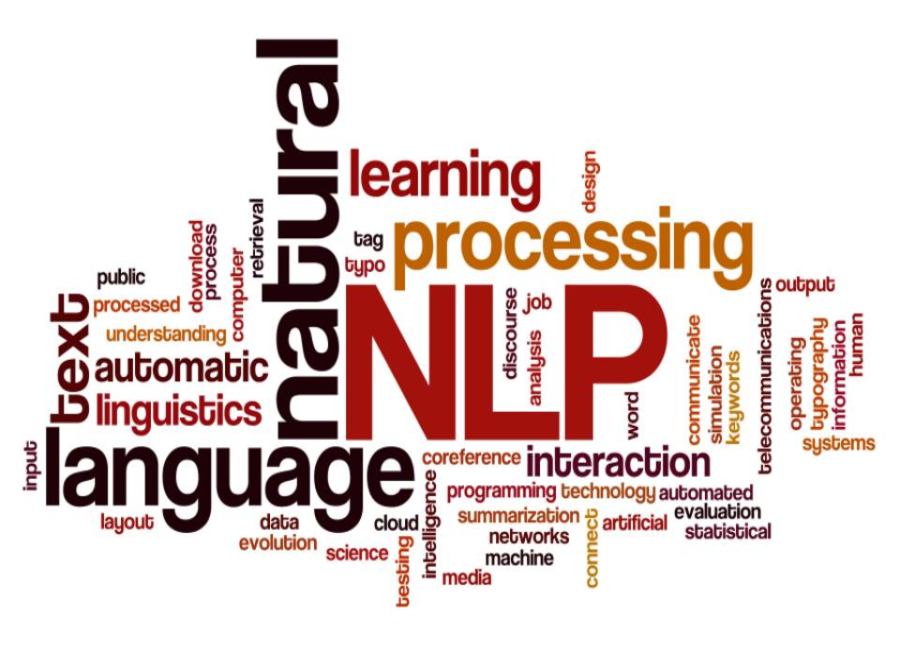 natural
learning
design
processing
tag
typo
retrieval
download
process
computer
public
processed
understanding
text
automatic
linguistics
NLP
discourse
job
analysis
word
communicate
simulation
keywords
telecommunications
output
operating
typography
information
human
systems
input
language
coreference
interaction
programming
technology
automated
intelligence
summarization
artificial
evaluation
statistical
layout
data
cloud
networks
connect
evolution
science
testing
machine
media